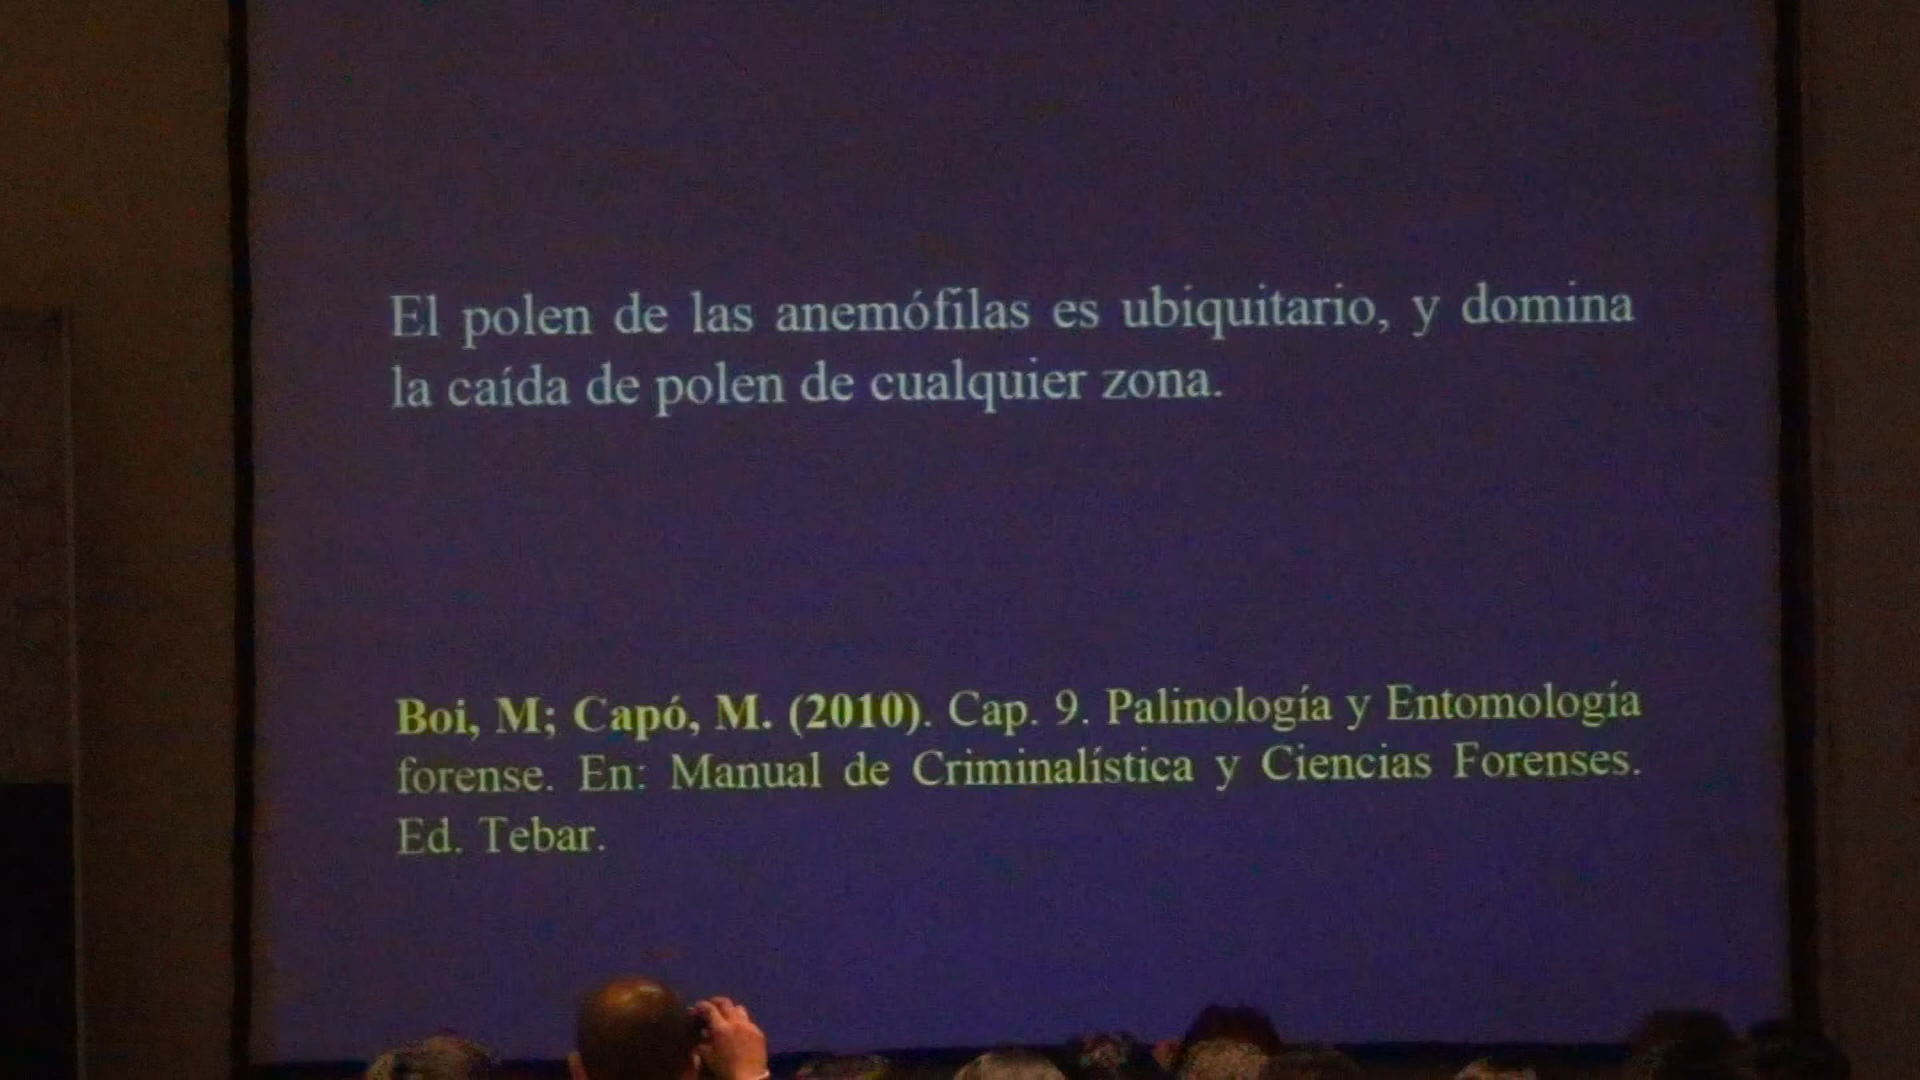 El polen de las anemófilas es ubiquitario, y domina
la caída de polen de cualquier zona.
Boi, M; Capó, M. (2010). Cap. 9. Palinología y Entomología
forense. En: Manual de Criminalística y Ciencias Forenses.
Ed. Tebar.